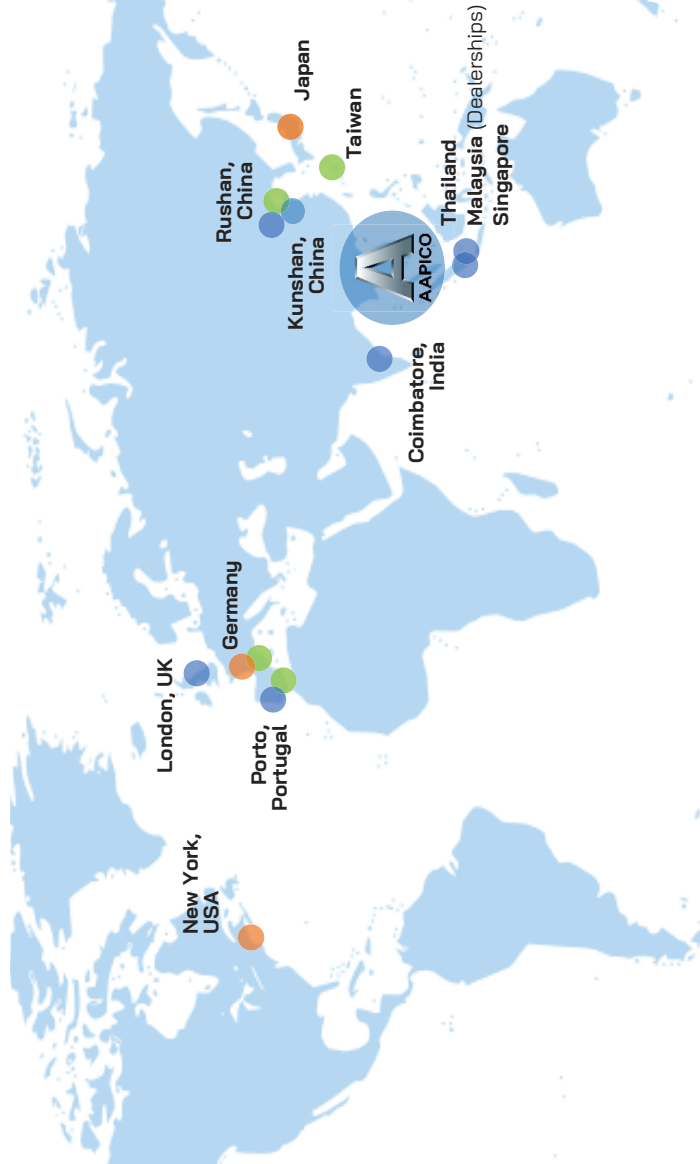 New York,
USA
London, UK
Porto,
Portugal
Germany
Coimbatore,
India
Rushan,
China
Kunshan,
China
Japan
Taiwan
AAPICO
Thailand
Malaysia (Dealerships)
Singapore